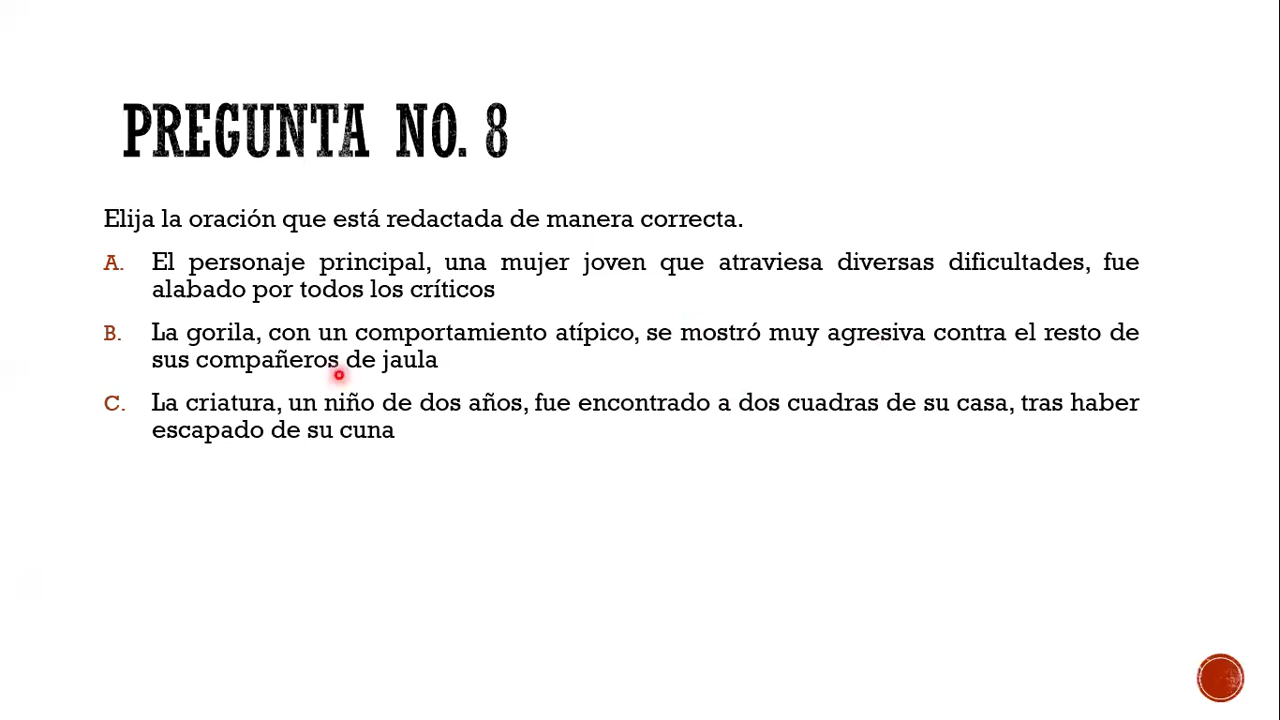 PREGUNTA NO. 8
Elija la oración que está redactada de manera correcta.
A. El personaje principal, una mujer joven que atraviesa diversas dificultades, fue
alabado por todos los críticos
B. La gorila, con un comportamiento atípico, se mostró muy agresiva contra el resto de
sus compañeros de jaula
C. La criatura, un niño de dos años, fue encontrado a dos cuadras de su casa, tras haber
escapado de su cuna